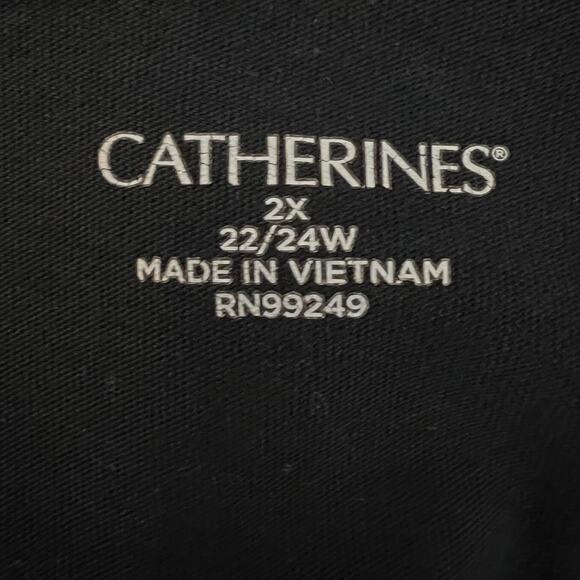 CATHERINES®
2X
22/24W
MADE IN VIETNAM
RN99249